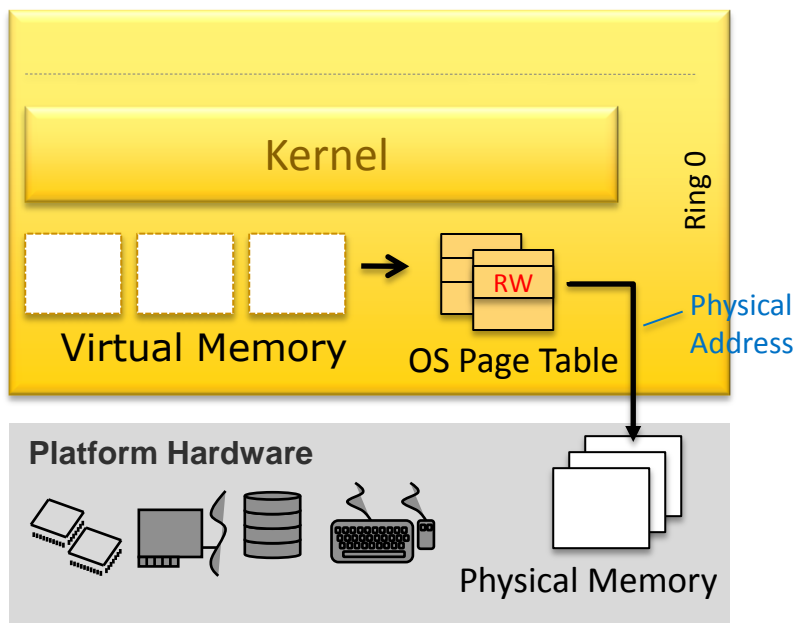 Kernel
Ring 0
RW
Virtual Memory
OS Page Table
Physical
Address
Platform Hardware
Physical Memory